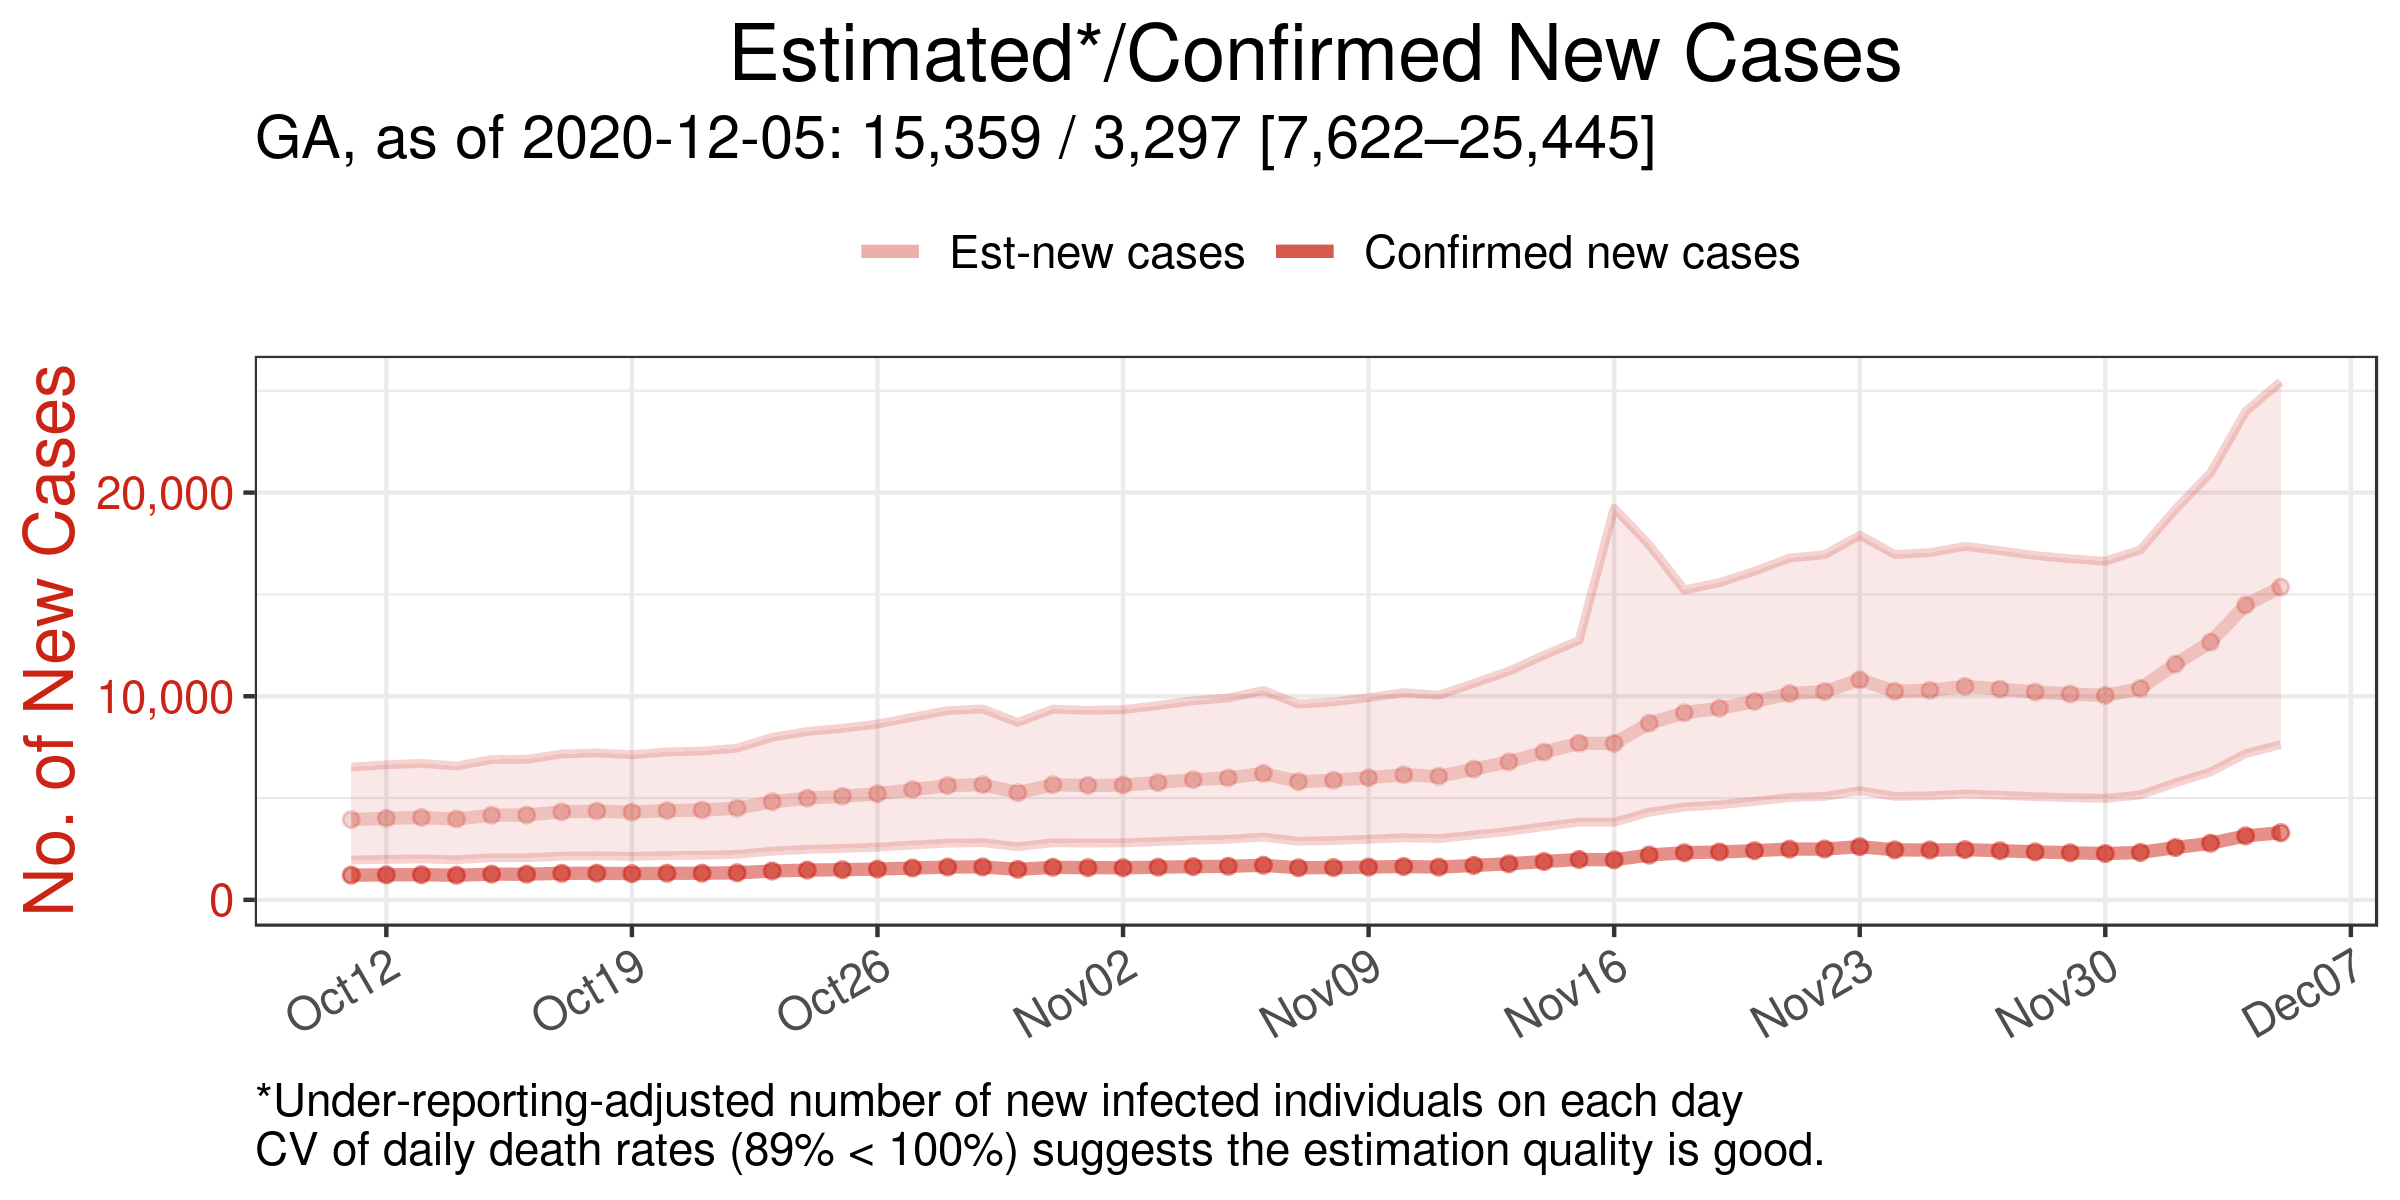 Estimated*/Confirmed New Cases
GA, as of 2020-12-05: 15,359 / 3,297 [7,622–25,445]
Est-new cases
Confirmed new cases
No. of New Cases
20,000
10,000
0
Oct12
Oct19
Oct26
Nov02
Nov09
Nov16
Nov23
Nov30
Dec07
*Under-reporting-adjusted number of new infected individuals on each day
CV of daily death rates (89% < 100%) suggests the estimation quality is good.